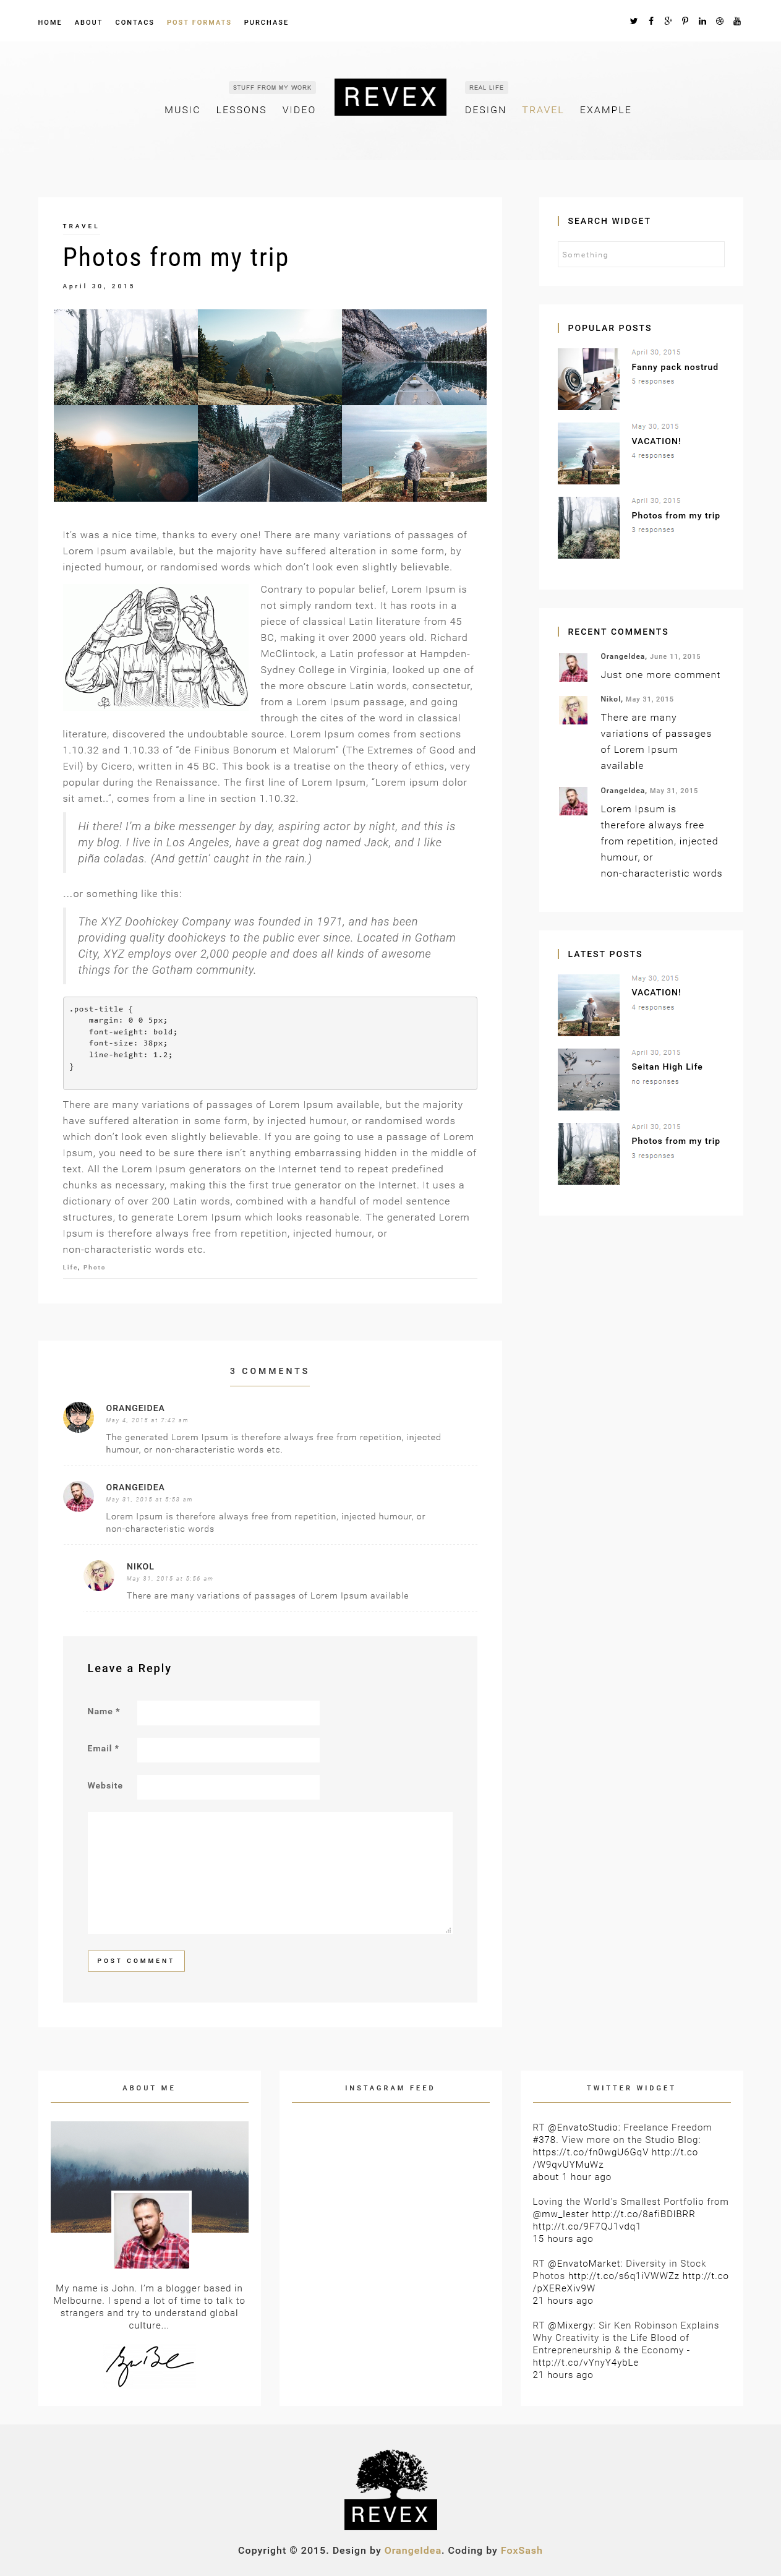 HOME ABOUT CONTACS POST FORMATS PURCHASE
STUFF FROM MY WORK
MUSIC LESSONS VIDEO
REVEX
REAL LIFE
DESIGN TRAVEL EXAMPLE
TRAVEL
Photos from my trip
April 30, 2015
It's was a nice time, thanks to every one! There are many variations of passages of
Lorem Ipsum available, but the majority have suffered alteration in some form, by
injected humour, or randomised words which don't look even slightly believable.
Contrary to popular belief, Lorem Ipsum is
not simply random text. It has roots in a
piece of classical Latin literature from 45
BC, making it over 2000 years old. Richard
McClintock, a Latin professor at Hampden-
Sydney College in Virginia, looked up one of
the more obscure Latin words, consectetur,
from a Lorem Ipsum passage, and going
through the cites of the word in classical
literature, discovered the undoubtable source. Lorem Ipsum comes from sections
1.10.32 and 1.10.33 of "de Finibus Bonorum et Malorum" (The Extremes of Good and
Evil) by Cicero, written in 45 BC. This book is a treatise on the theory of ethics, very
popular during the Renaissance. The first line of Lorem Ipsum, "Lorem ipsum dolor
sit amet..", comes from a line in section 1.10.32.
Hi there! I'm a bike messenger by day, aspiring actor by night, and this is
my blog. I live in Los Angeles, have a great dog named Jack, and I like
piña coladas. (And gettin' caught in the rain.)
...or something like this:
The XYZ Doohickey Company was founded in 1971, and has been
providing quality doohickeys to the public ever since. Located in Gotham
City, XYZ employs over 2,000 people and does all kinds of awesome
things for the Gotham community.
.post-title {
margin: 0 0 5px;
font-weight: bold;
font-size: 38px;
line-height: 1.2;
}
There are many variations of passages of Lorem Ipsum available, but the majority
have suffered alteration in some form, by injected humour, or randomised words
which don't look even slightly believable. If you are going to use a passage of Lorem
Ipsum, you need to be sure there isn't anything embarrassing hidden in the middle of
text. All the Lorem Ipsum generators on the Internet tend to repeat predefined
chunks as necessary, making this the first true generator on the Internet. It uses a
dictionary of over 200 Latin words, combined with a handful of model sentence
structures, to generate Lorem Ipsum which looks reasonable. The generated Lorem
Ipsum is therefore always free from repetition, injected humour, or
non-characteristic words etc.
Life, Photo
SEARCH WIDGET
Something
POPULAR POSTS
April 30, 2015
Fanny pack nostrud
5 responses
May 30, 2015
VACATION!
4 responses
April 30, 2015
Photos from my trip
3 responses
RECENT COMMENTS
OrangeIdea, June 11, 2015
Just one more comment
Nikol, May 31, 2015
There are many
variations of passages
of Lorem Ipsum
available
OrangeIdea, May 31, 2015
Lorem Ipsum is
therefore always free
from repetition, injected
humour, or
non-characteristic words
LATEST POSTS
May 30, 2015
VACATION!
4 responses
April 30, 2015
Seitan High Life
no responses
April 30, 2015
Photos from my trip
3 responses
3 COMMENTS
ORANGEIDEA
May 4, 2015 at 7:42 am
The generated Lorem Ipsum is therefore always free from repetition, injected
humour, or non-characteristic words etc.
ORANGEIDEA
May 31, 2015 at 5:53 am
Lorem Ipsum is therefore always free from repetition, injected humour, or
non-characteristic words
NIKOL
May 31, 2015 at 5:56 am
There are many variations of passages of Lorem Ipsum available
Leave a Reply
Name *
Email *
Website
POST COMMENT
ABOUT ME
My name is John. I'm a blogger based in
Melbourne. I spend a lot of time to talk to
strangers and try to understand global
culture...
INSTAGRAM FEED
TWITTER WIDGET
RT @EnvatoStudio: Freelance Freedom
#378. View more on the Studio Blog:
https://t.co/fn0wgU6GqV http://t.co
/W9qvUYMuWz
about 1 hour ago
Loving the World's Smallest Portfolio from
@mw_lester http://t.co/8afiBDIBRR
http://t.co/9F7QJ1vdq1
15 hours ago
RT @EnvatoMarket: Diversity in Stock
Photos http://t.co/s6q1iVWWZz http://t.co
/pXEReXiv9W
21 hours ago
RT @Mixergy: Sir Ken Robinson Explains
Why Creativity is the Life Blood of
Entrepreneurship & the Economy -
http://t.co/vYnyY4ybLe
21 hours ago
REVEX
Copyright © 2015. Design by OrangeIdea. Coding by FoxSash